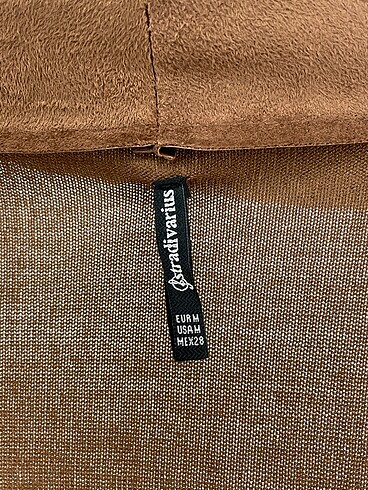 stradivarius
EUR M
USA M
MEX 28